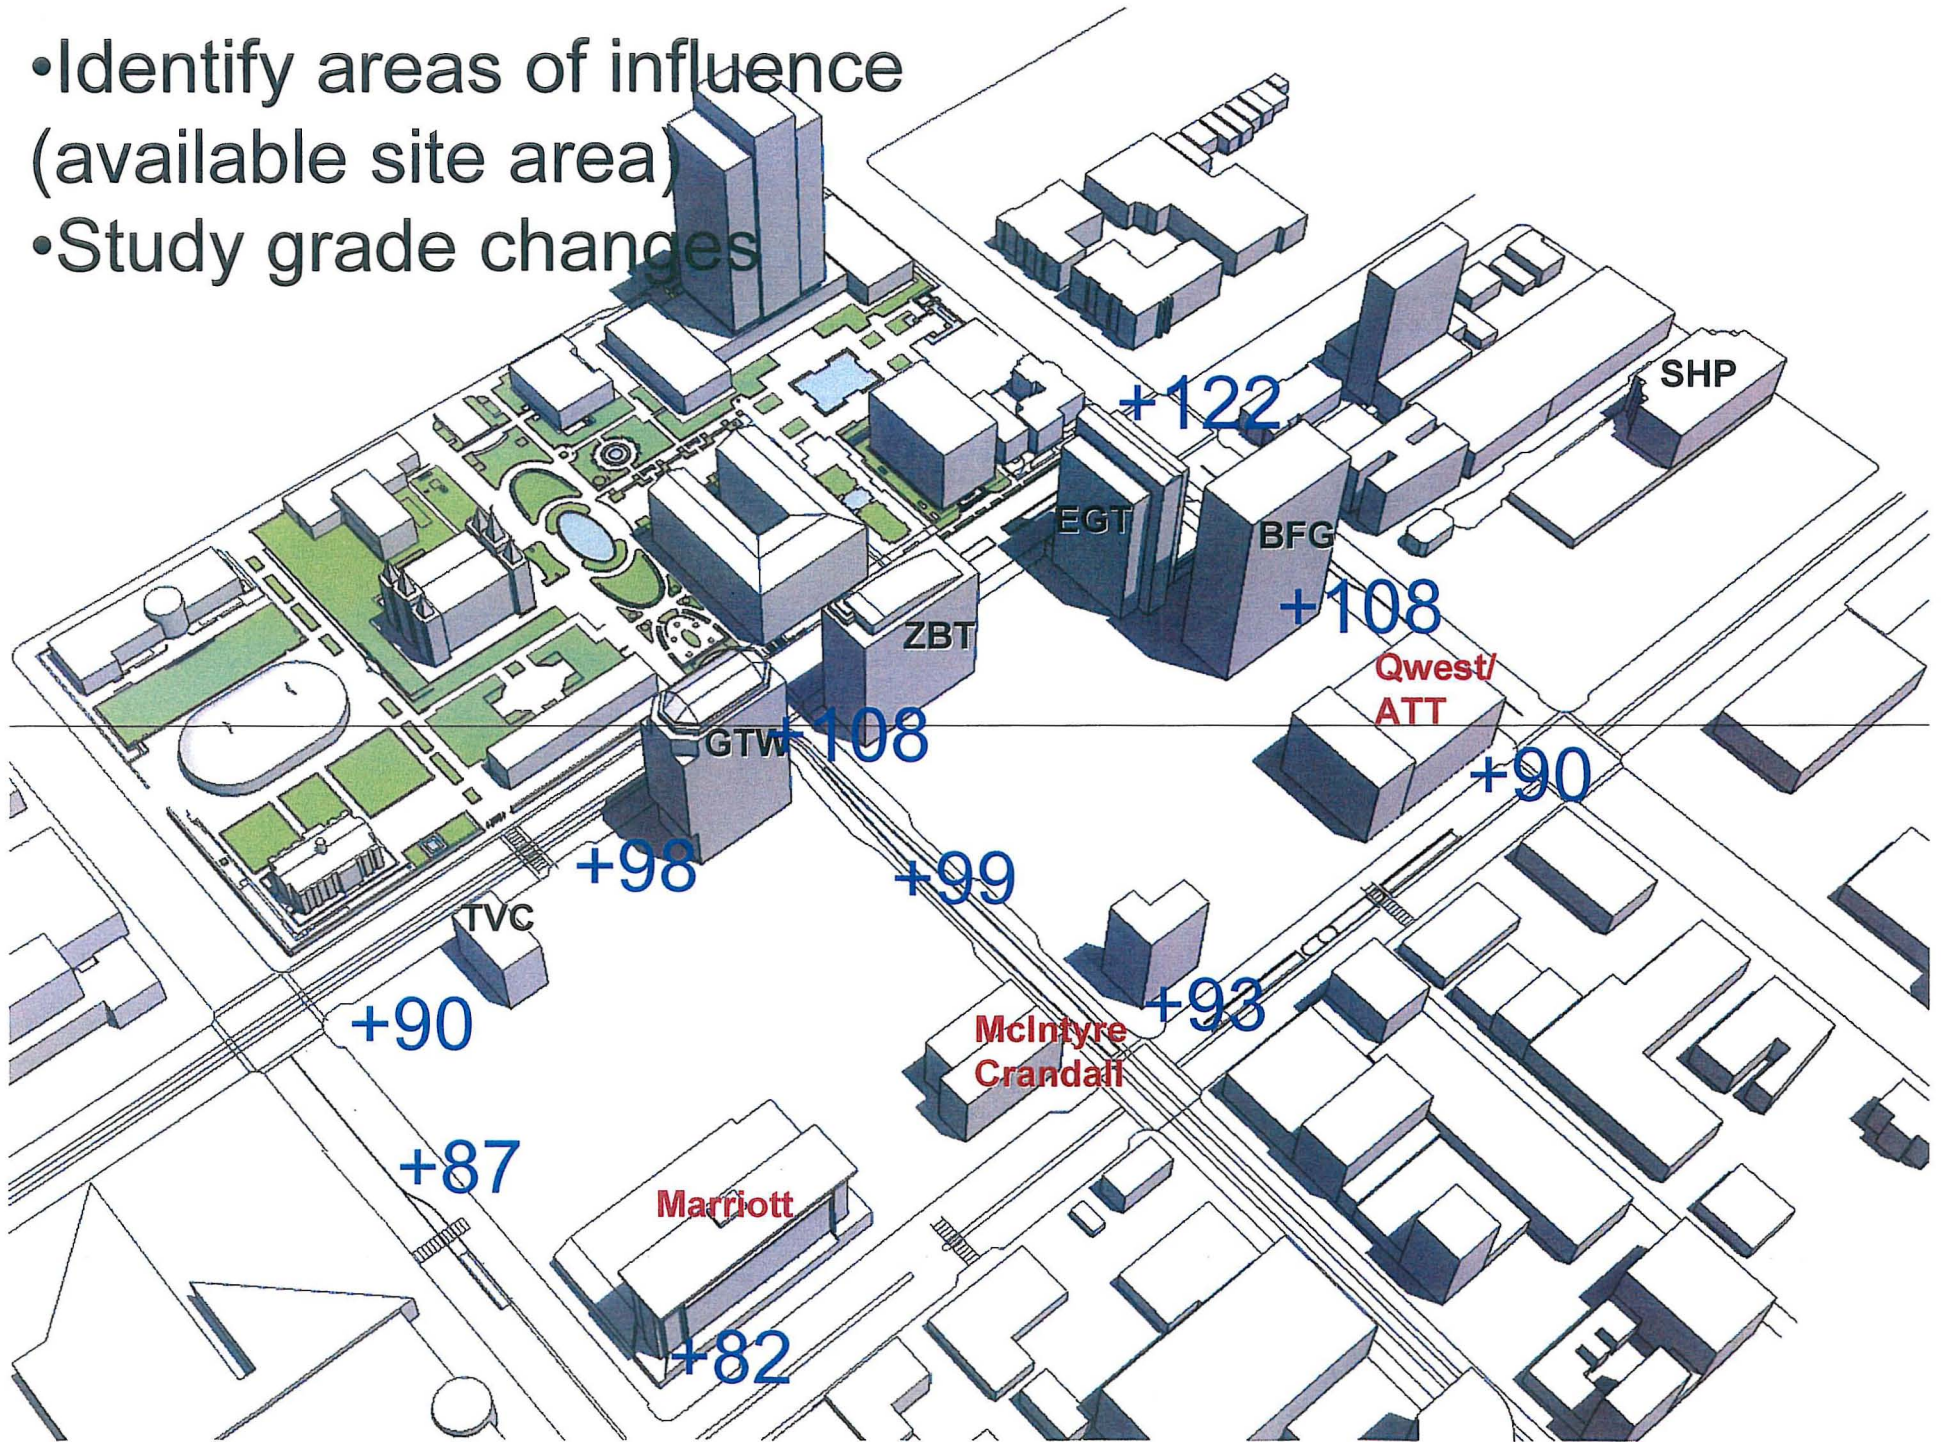 •Identify areas of influence
(available site area)
•Study grade changes
SHP
+122
EGT
BFG
+108
ZBT
Qwest/
ATT
GTW
+108
+90
+98
+99
TVC
+93
+90
McIntyre
Crandall
+87
Marriott
+82